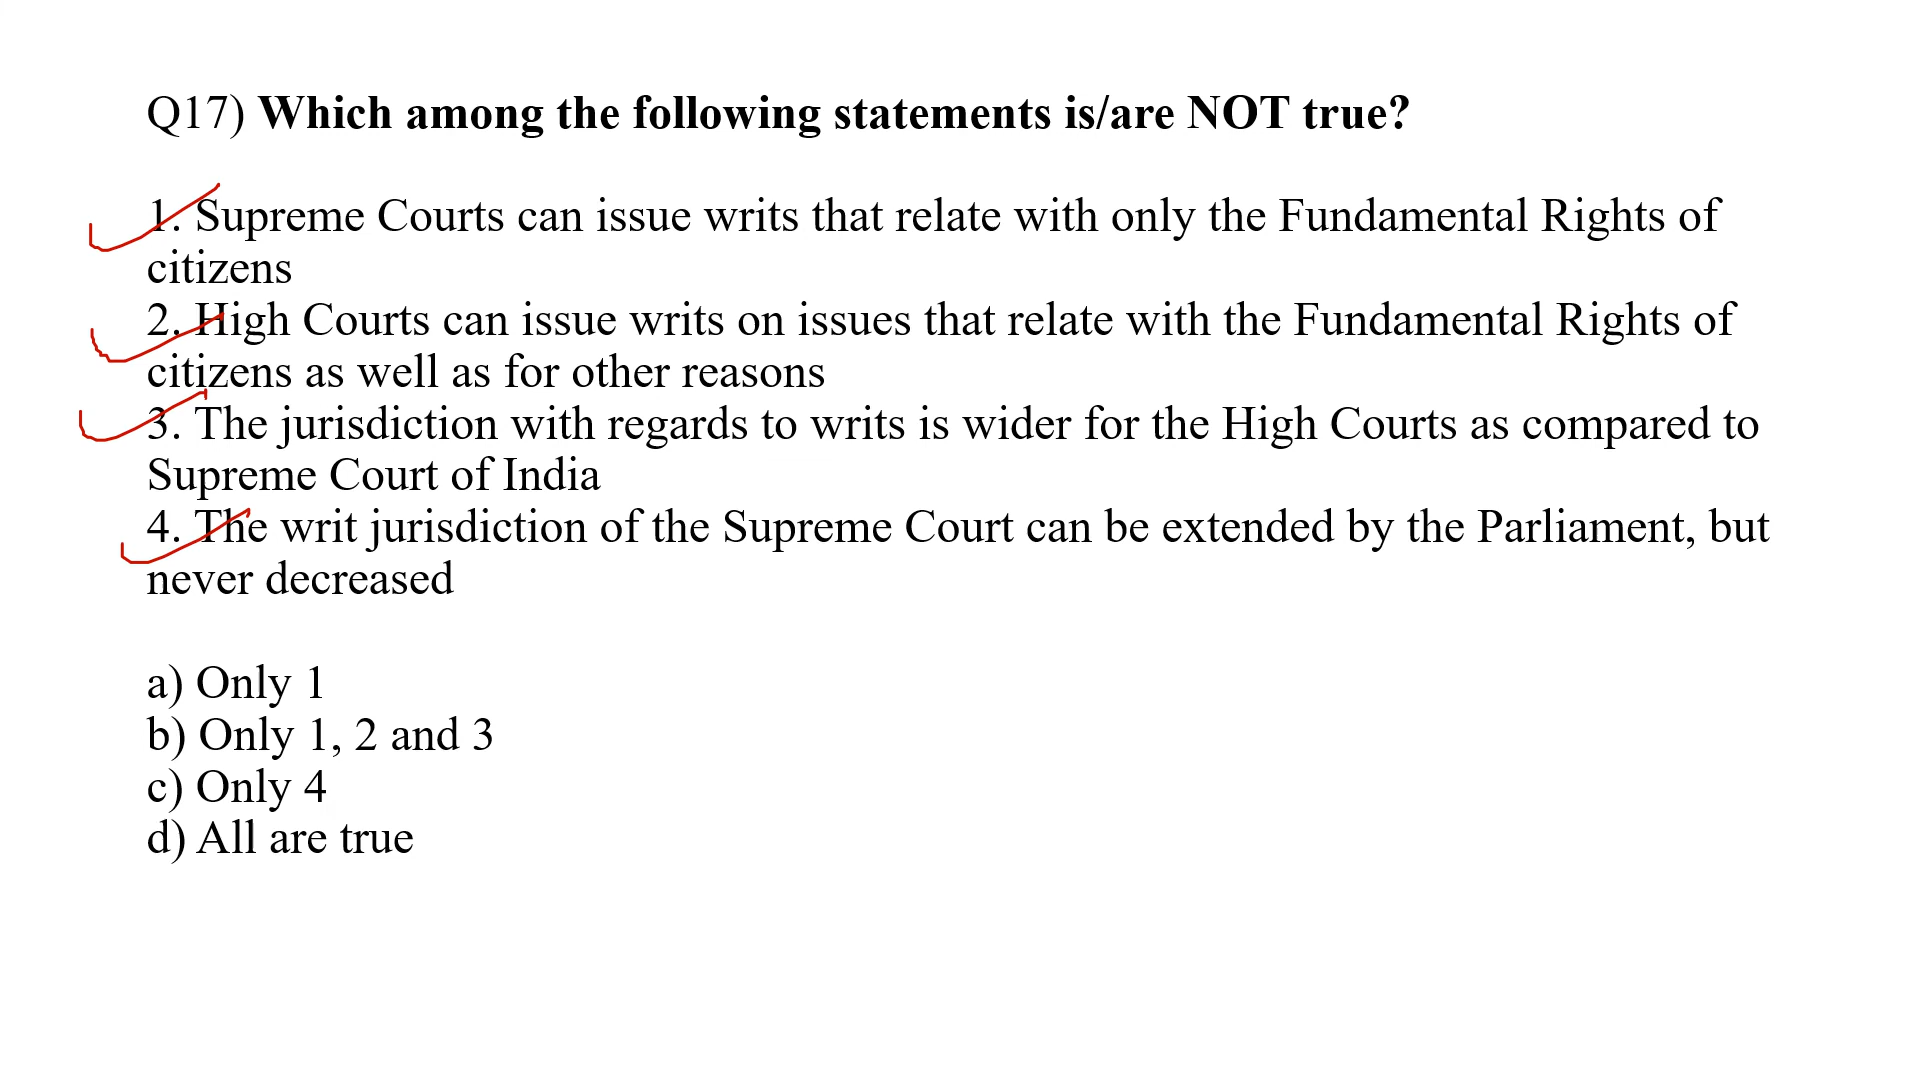 Q17) Which among the following statements is/are NOT true?
1. Supreme Courts can issue writs that relate with only the Fundamental Rights of
citizens
2. High Courts can issue writs on issues that relate with the Fundamental Rights of
citizens as well as for other reasons
3. The jurisdiction with regards to writs is wider for the High Courts as compared to
Supreme Court of India
4. The writ jurisdiction of the Supreme Court can be extended by the Parliament, but
never decreased
a) Only 1
b) Only 1, 2 and 3
c) Only 4
d) All are true